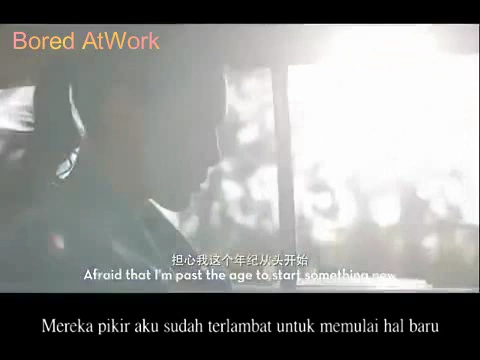 Bored AtWork
担心我这个年纪从头开始
Afraid that I'm past the age to start something new
Mereka pikir aku sudah terlambat untuk memulai hal baru